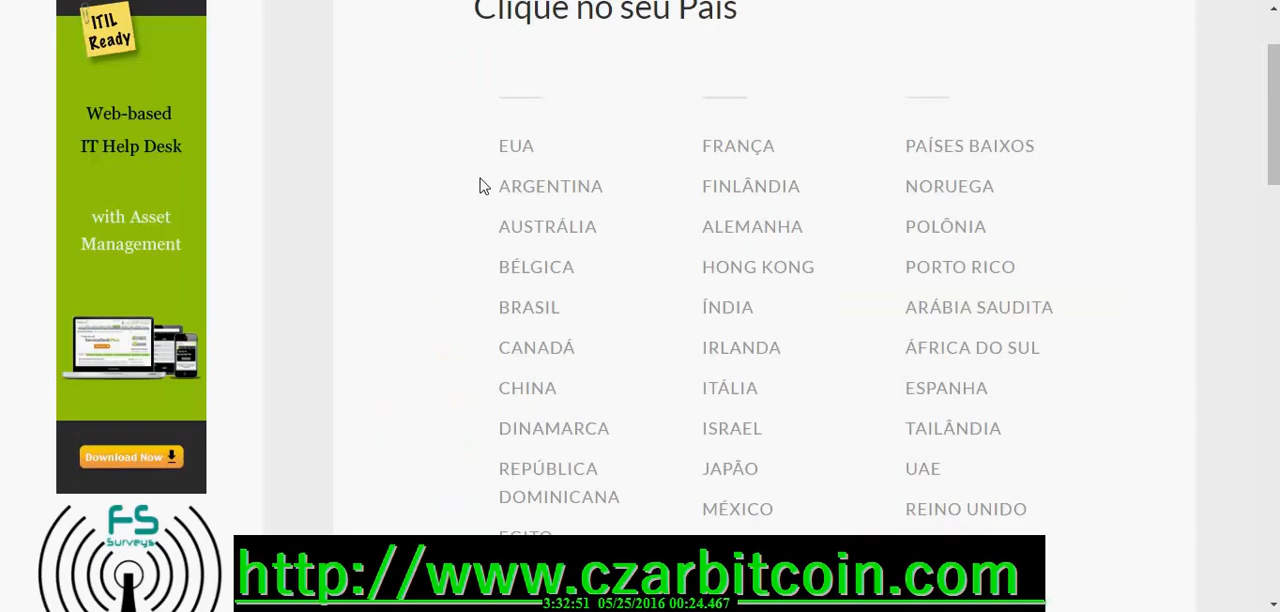 Clique no seu País
ITIL
Ready
Web-based
IT Help Desk
with Asset
Management
Download Now
FS
Surveys
EUA
ARGENTINA
AUSTRÁLIA
BÉLGICA
BRASIL
CANADÁ
CHINA
DINAMARCA
REPÚBLICA
DOMINICANA
EGITO
FRANÇA
FINLÂNDIA
ALEMANHA
HONG KONG
ÍNDIA
IRLANDA
ITÁLIA
ISRAEL
JAPÃO
MÉXICO
PAÍSES BAIXOS
NORUEGA
POLÔNIA
PORTO RICO
ARÁBIA SAUDITA
ÁFRICA DO SUL
ESPANHA
TAILÂNDIA
UAE
REINO UNIDO
http://www.czarbitcoin.com
3:32:51 05/25/2016 00:24.467